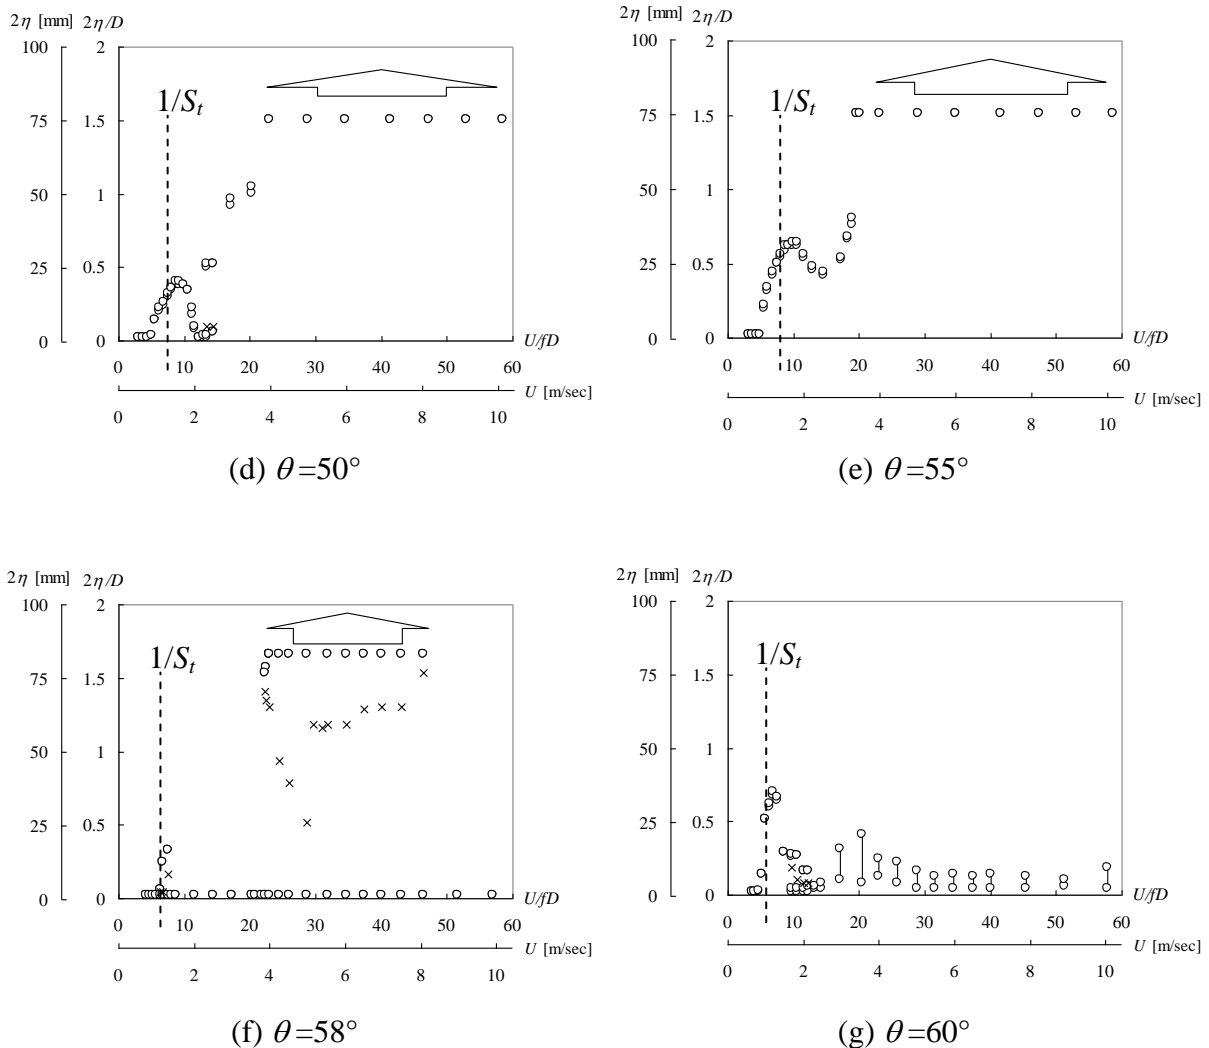 2η [mm] 2η/D
100 2
1/St
75 1.5
50 1
25 0.5
0 0
U/fD
0 10 20 30 40 50 60
U [m/sec]
0 2 4 6 8 10
(d) θ=50°
2η [mm] 2η/D
100 2
1/St
75 1.5
50 1
25 0.5
0 0
U/fD
0 10 20 30 40 50 60
U [m/sec]
0 2 4 6 8 10
(e) θ=55°
2η [mm] 2η/D
100 2
1/St
75 1.5
50 1
25 0.5
0 0
U/fD
0 10 20 30 40 50 60
U [m/sec]
0 2 4 6 8 10
(f) θ=58°
2η [mm] 2η/D
100 2
1/St
75 1.5
50 1
25 0.5
0 0
U/fD
0 10 20 30 40 50 60
U [m/sec]
0 2 4 6 8 10
(g) θ=60°